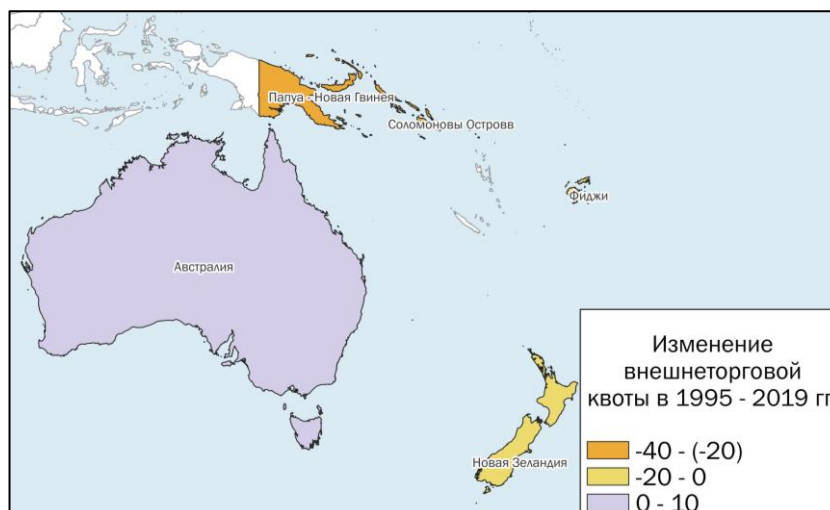 Папуа - Новая Гвинея
Соломоновы Островв
Фиджи
Австралия
Новая Зеландия
Изменение
внешнеторговой
квоты в 1995 - 2019 гг
-40 - (-20)
-20 - 0
0 - 10